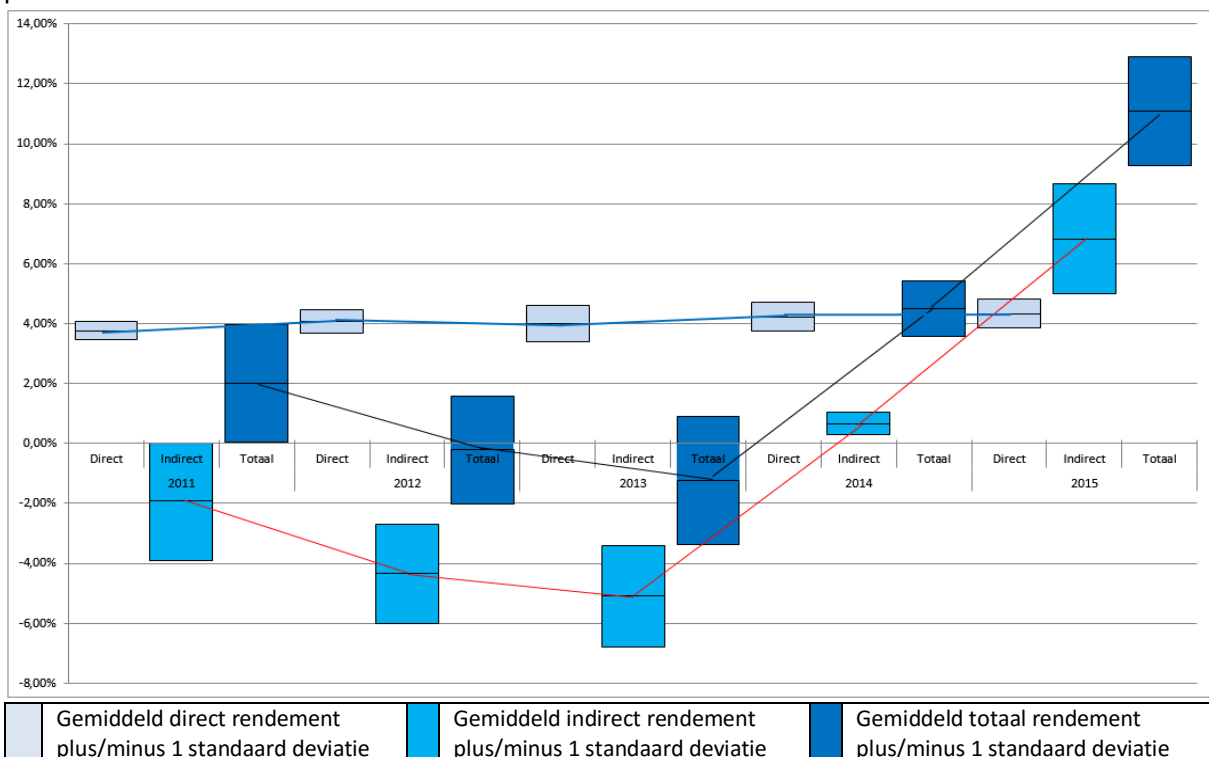 14,00%
12,00%
10,00%
8,00%
6,00%
4,00%
2,00%
0,00%
-2,00%
-4,00%
-6,00%
-8,00%
Direct Indirect Totaal Direct Indirect Totaal Direct Indirect Totaal Direct Indirect Totaal Direct Indirect Totaal
2011 2012 2013 2014 2015
Gemiddeld direct rendement
plus/minus 1 standaard deviatie
Gemiddeld indirect rendement
plus/minus 1 standaard deviatie
Gemiddeld totaal rendement
plus/minus 1 standaard deviatie